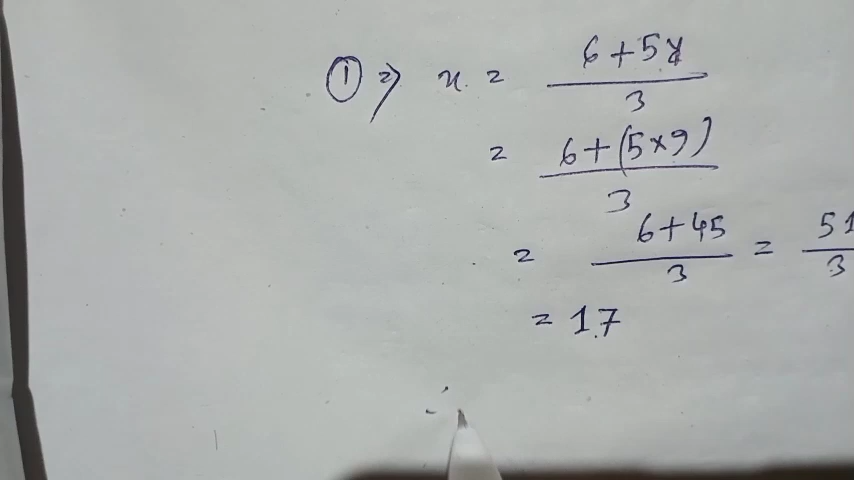 ① ⇒ x = (6+5y)/3
= (6+(5×9))/3
= (6+45)/3 = 51/3
= 17
∴